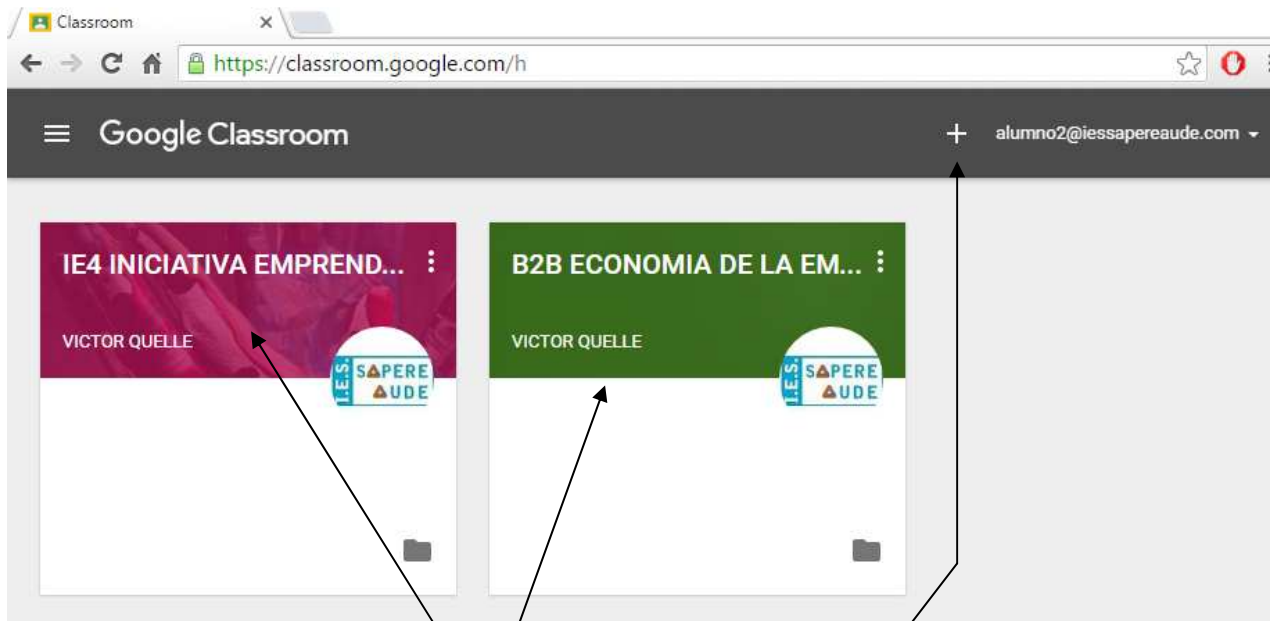 Classroom
https://classroom.google.com/h
Google Classroom
alumno2@iessapereaude.com
IE4 INICIATIVA EMPREND...
VICTOR QUELLE
I.E.S. SAPERE
AUDE
B2B ECONOMIA DE LA EM...
VICTOR QUELLE
I.E.S. SAPERE
AUDE